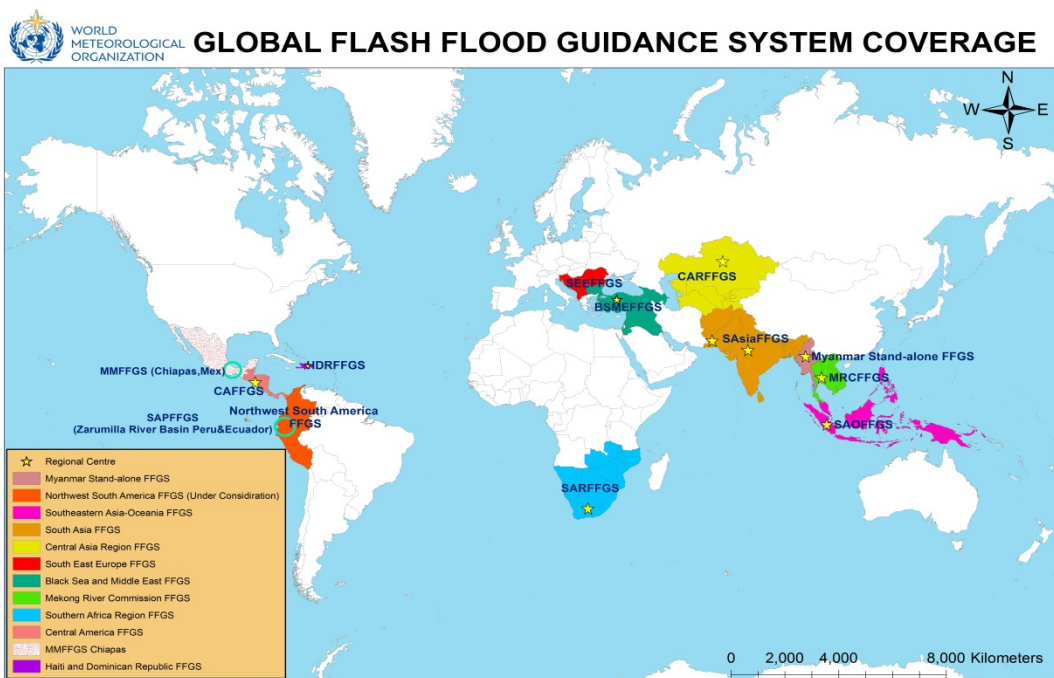 WORLD
METEOROLOGICAL
ORGANIZATION
GLOBAL FLASH FLOOD GUIDANCE SYSTEM COVERAGE
N
W
E
S
CARFFGS
SEEFFGS
BSMEFFGS
SAsiaFFGS
Myanmar Stand-alone FFGS
MRCFFGS
HDRFFGS
MMFFGS (Chiapas,Mex)
CAFFGS
Northwest South America
FFGS
SAPFFGS
(Zarumilla River Basin Peru&Ecuador)
SAOFFGS
SARFFGS
Regional Centre
Myanmar Stand-alone FFGS
Northwest South America FFGS (Under Considiration)
Southeastern Asia-Oceania FFGS
South Asia FFGS
Central Asia Region FFGS
South East Europe FFGS
Black Sea and Middle East FFGS
Mekong River Commission FFGS
Southern Africa Region FFGS
Central America FFGS
MMFFGS Chiapas
Haiti and Dominican Republic FFGS
0 2,000 4,000 8,000 Kilometers